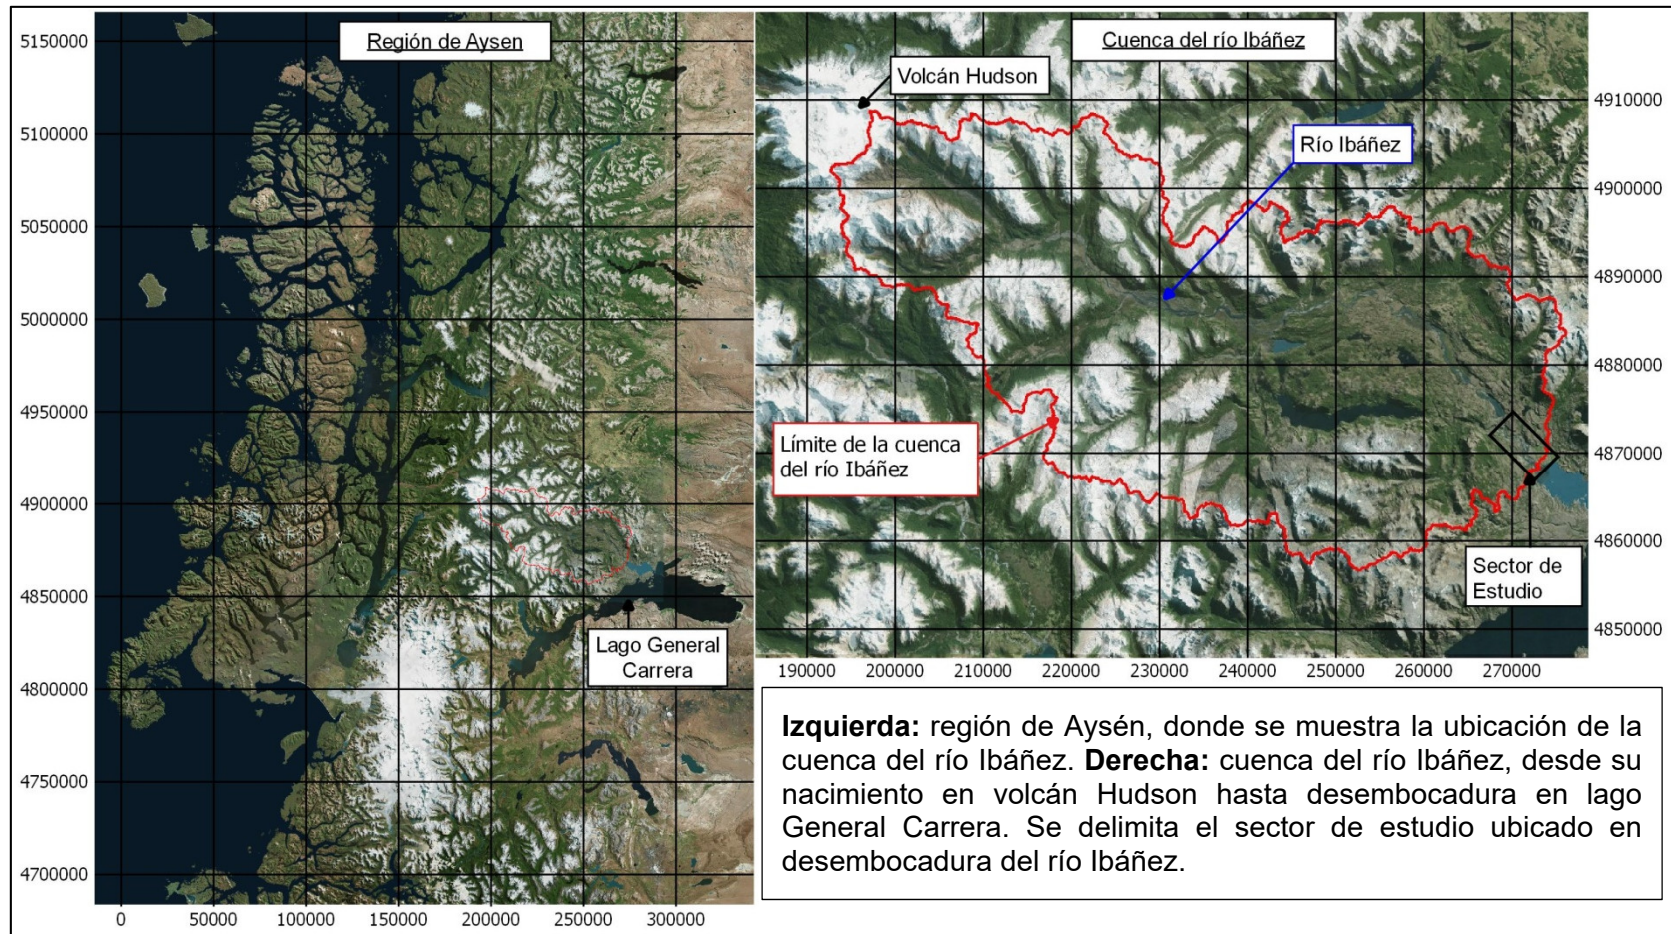 Región de Aysen
5150000
5100000
5050000
5000000
4950000
4900000
4850000
4800000
4750000
4700000
0 50000 100000 150000 200000 250000 300000
Lago General
Carrera
Cuenca del río Ibáñez
Volcán Hudson
Río Ibáñez
Límite de la cuenca
del río Ibáñez
Sector de
Estudio
4910000
4900000
4890000
4880000
4870000
4860000
4850000
190000 200000 210000 220000 230000 240000 250000 260000 270000
Izquierda: región de Aysén, donde se muestra la ubicación de la
cuenca del río Ibáñez. Derecha: cuenca del río Ibáñez, desde su
nacimiento en volcán Hudson hasta desembocadura en lago
General Carrera. Se delimita el sector de estudio ubicado en
desembocadura del río Ibáñez.